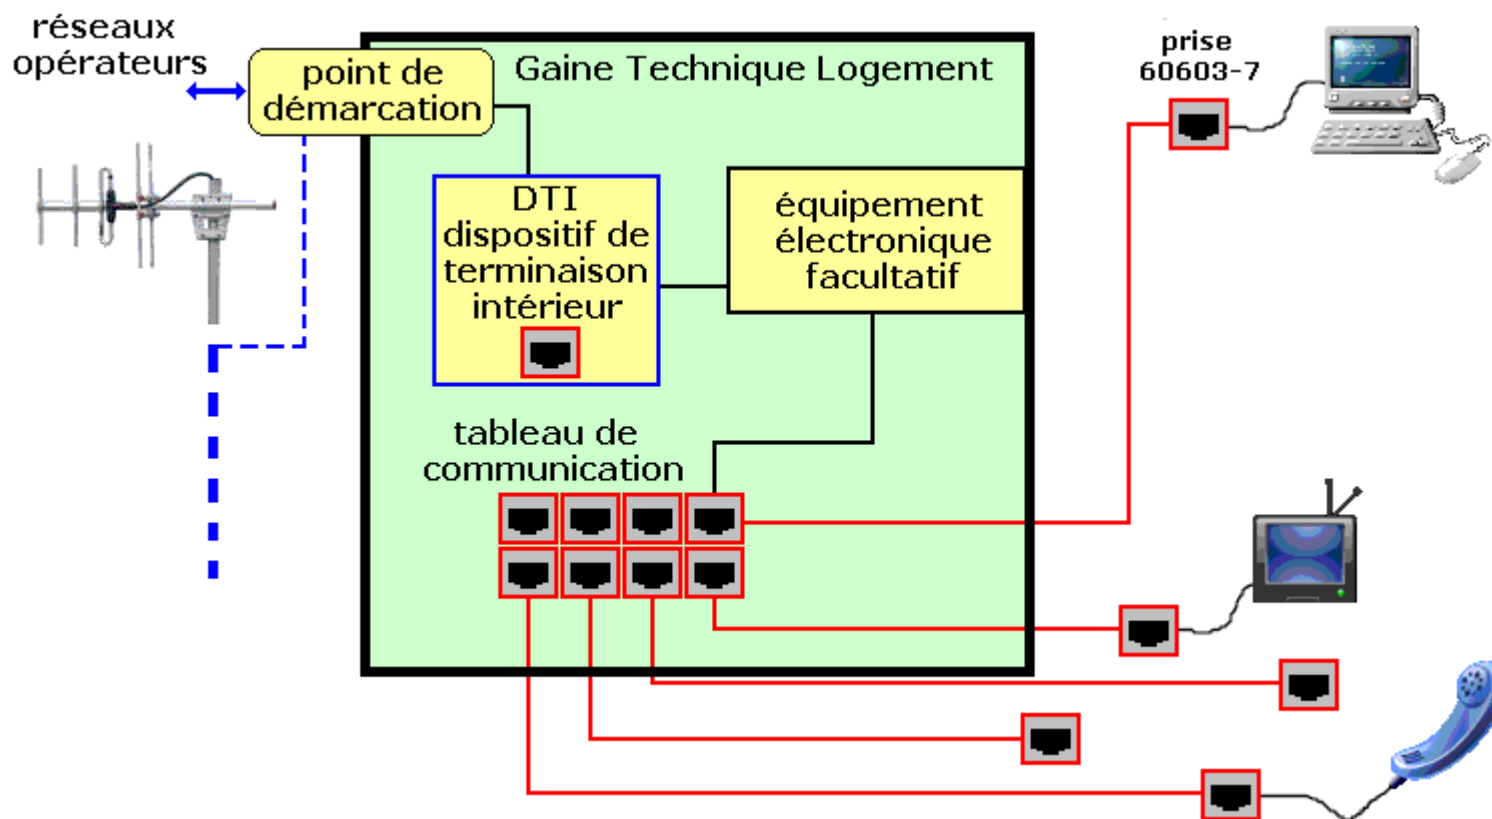 réseaux
opérateurs
point de
démarcation
Gaine Technique Logement
prise
60603-7
DTI
dispositif de
terminaison
intérieur
équipement
électronique
facultatif
tableau de
communication